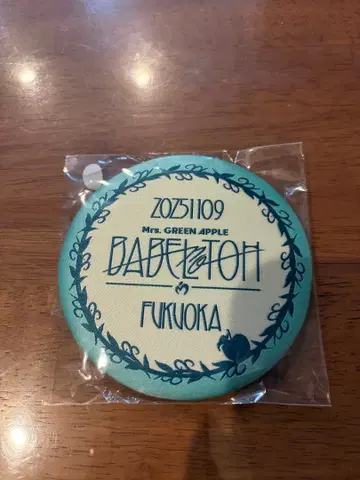 20251109
Mrs. GREEN APPLE
BABEL no TOH
FUKUOKA